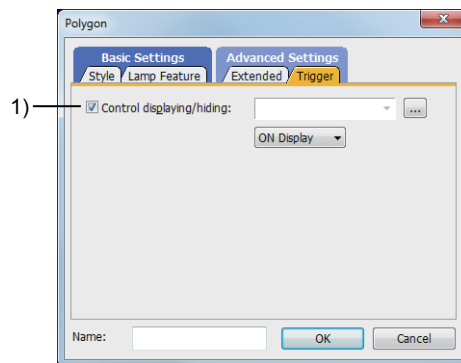 Polygon
Basic Settings Advanced Settings
Style Lamp Feature Extended Trigger
1) Control displaying/hiding: ...
ON Display
Name: OK Cancel